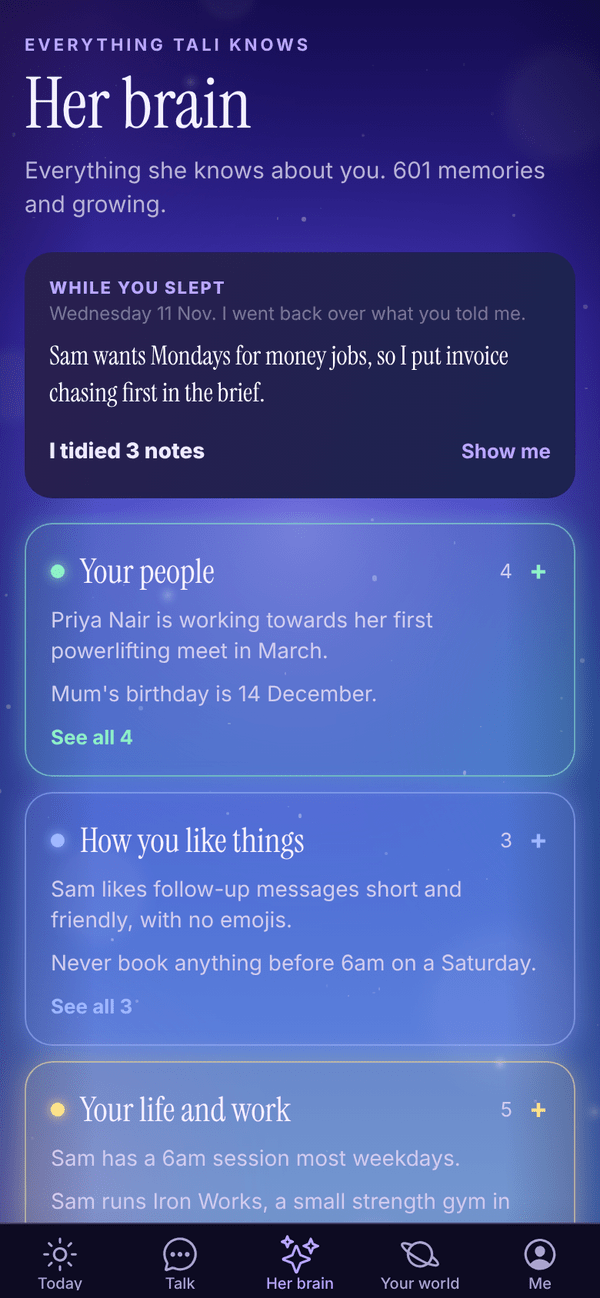 EVERYTHING TALI KNOWS
Her brain
Everything she knows about you. 601 memories
and growing.
WHILE YOU SLEPT
Wednesday 11 Nov. I went back over what you told me.
Sam wants Mondays for money jobs, so I put invoice
chasing first in the brief.
I tidied 3 notes
Show me
Your people
4 +
Priya Nair is working towards her first
powerlifting meet in March.
Mum's birthday is 14 December.
See all 4
How you like things
3 +
Sam likes follow-up messages short and
friendly, with no emojis.
Never book anything before 6am on a Saturday.
See all 3
Your life and work
5 +
Sam has a 6am session most weekdays.
Sam runs Iron Works, a small strength gym in
Today
Talk
Her brain
Your world
Me